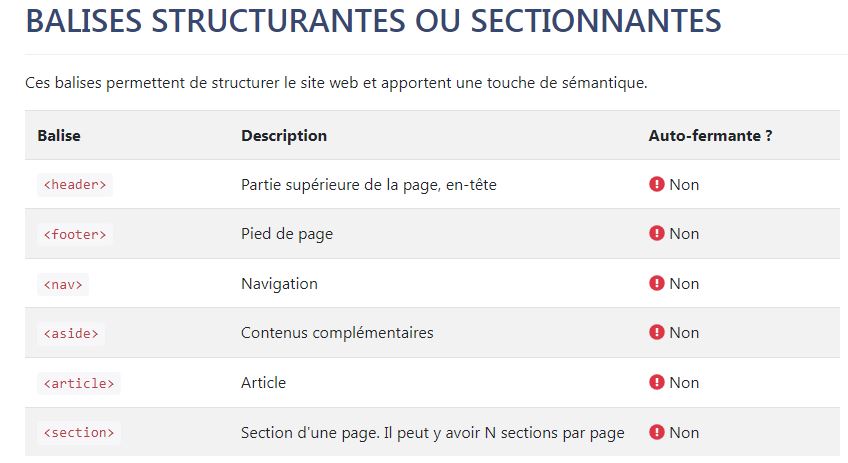 BALISES STRUCTURANTES OU SECTIONNANTES
Ces balises permettent de structurer le site web et apportent une touche de sémantique.
Balise Description Auto-fermante ?
<header> Partie supérieure de la page, en-tête Non
<footer> Pied de page Non
<nav> Navigation Non
<aside> Contenus complémentaires Non
<article> Article Non
<section> Section d'une page. Il peut y avoir N sections par page Non